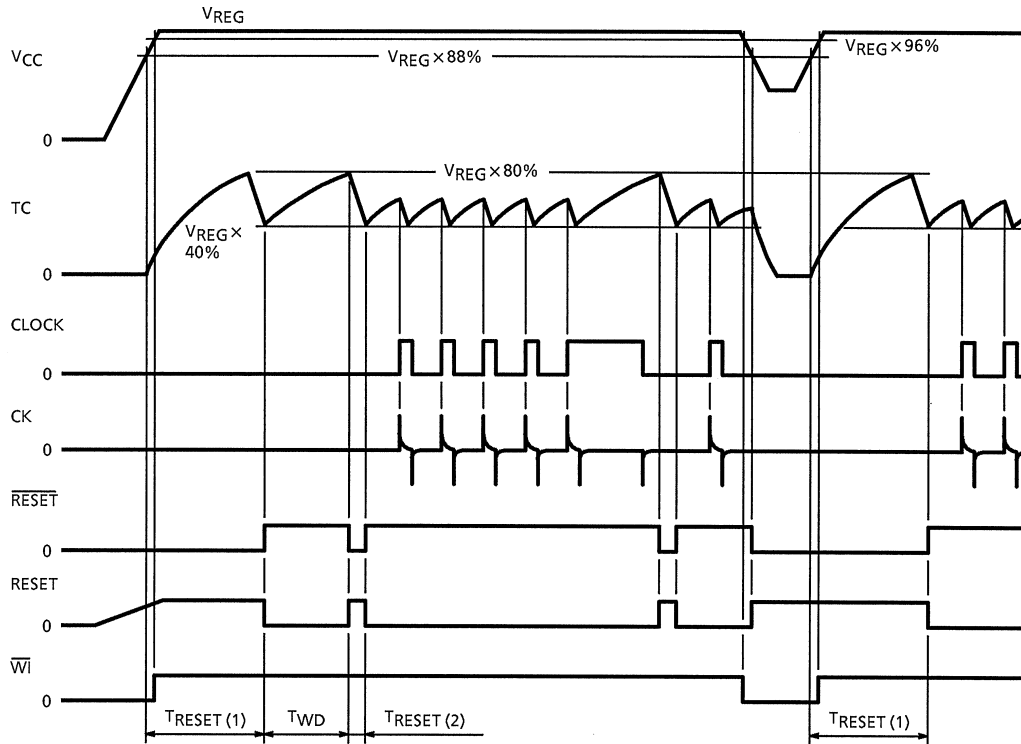 VREG
VCC
VREG×88%
VREG×96%
0
VREG×80%
TC
VREG×
40%
0
CLOCK
0
CK
0
RESET
0
RESET
0
WI
0
TRESET (1)
TWD
TRESET (2)
TRESET (1)